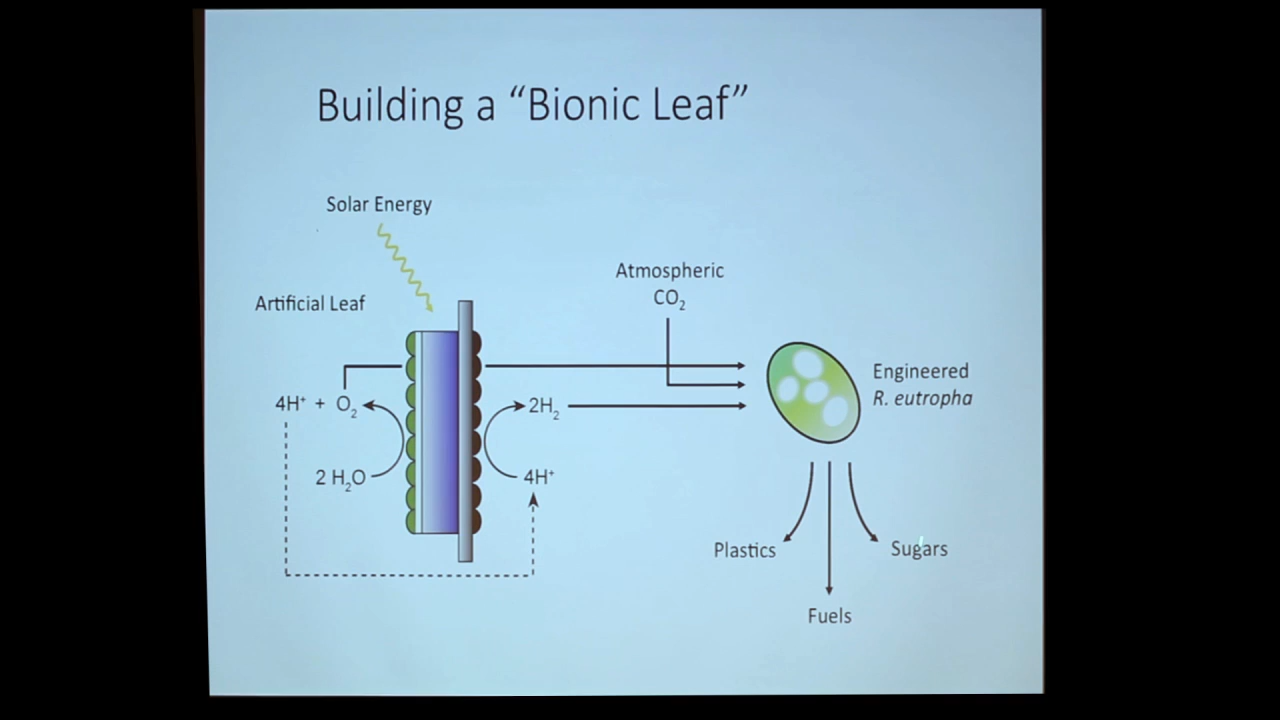 Building a “Bionic Leaf”
Solar Energy
Atmospheric
CO₂
Artificial Leaf
Engineered
R. eutropha
4H⁺ + O₂
2H₂
2 H₂O
4H⁺
Plastics
Sugars
Fuels